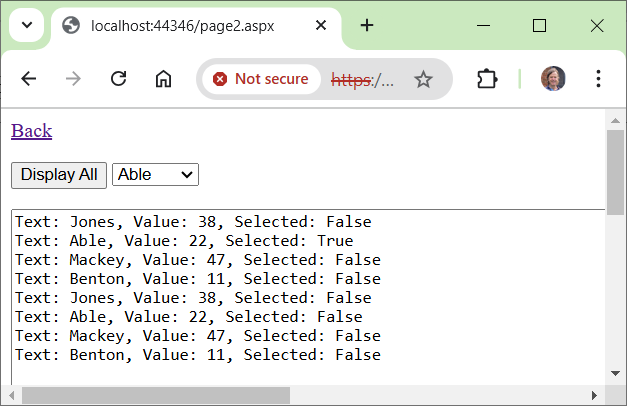 localhost:44346/page2.aspx
Not secure https:/...
Back
Display All Able
Text: Jones, Value: 38, Selected: False
Text: Able, Value: 22, Selected: True
Text: Mackey, Value: 47, Selected: False
Text: Benton, Value: 11, Selected: False
Text: Jones, Value: 38, Selected: False
Text: Able, Value: 22, Selected: False
Text: Mackey, Value: 47, Selected: False
Text: Benton, Value: 11, Selected: False